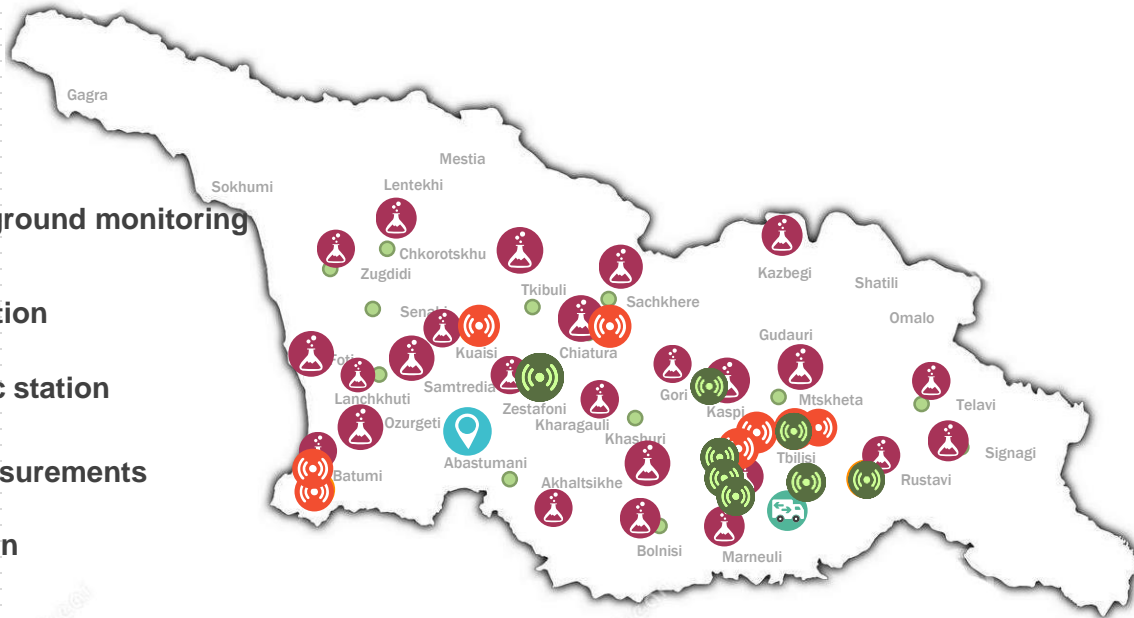 Gagra
Mestia
Lentekhi
Sokhumi
ground monitoring
Chkorotskhu
Zugdidi
Kazbegi
Shatili
Tkibuli
Sachkhere
Omalo
tion
Senaki
Gudauri
Kuaisi
Chiatura
Foti
c station
Samtredia
Gori
Mtskheta
Lanchkhuti
Zestafoni
Kaspi
Telavi
Ozurgeti
Kharagauli
Khashuri
Signagi
Abastumani
Tbilisi
surements
Batumi
Akhaltsikhe
Rustavi
n
Bolnisi
Marneuli